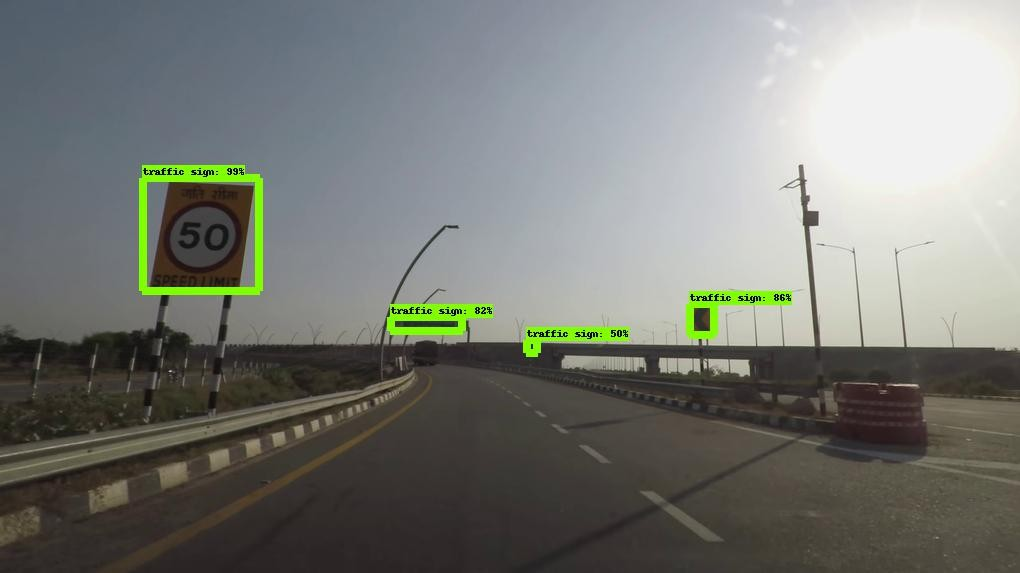 traffic sign: 99%
गति सीमा
50
SPEED LIMIT
traffic sign: 82%
traffic sign: 50%
traffic sign: 86%